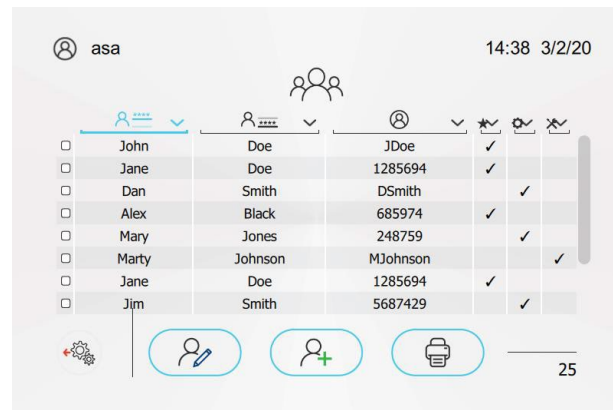 asa 14:38 3/2/20
John Doe JDoe
Jane Doe 1285694
Dan Smith DSmith
Alex Black 685974
Mary Jones 248759
Marty Johnson MJohnson
Jane Doe 1285694
Jim Smith 5687429
25